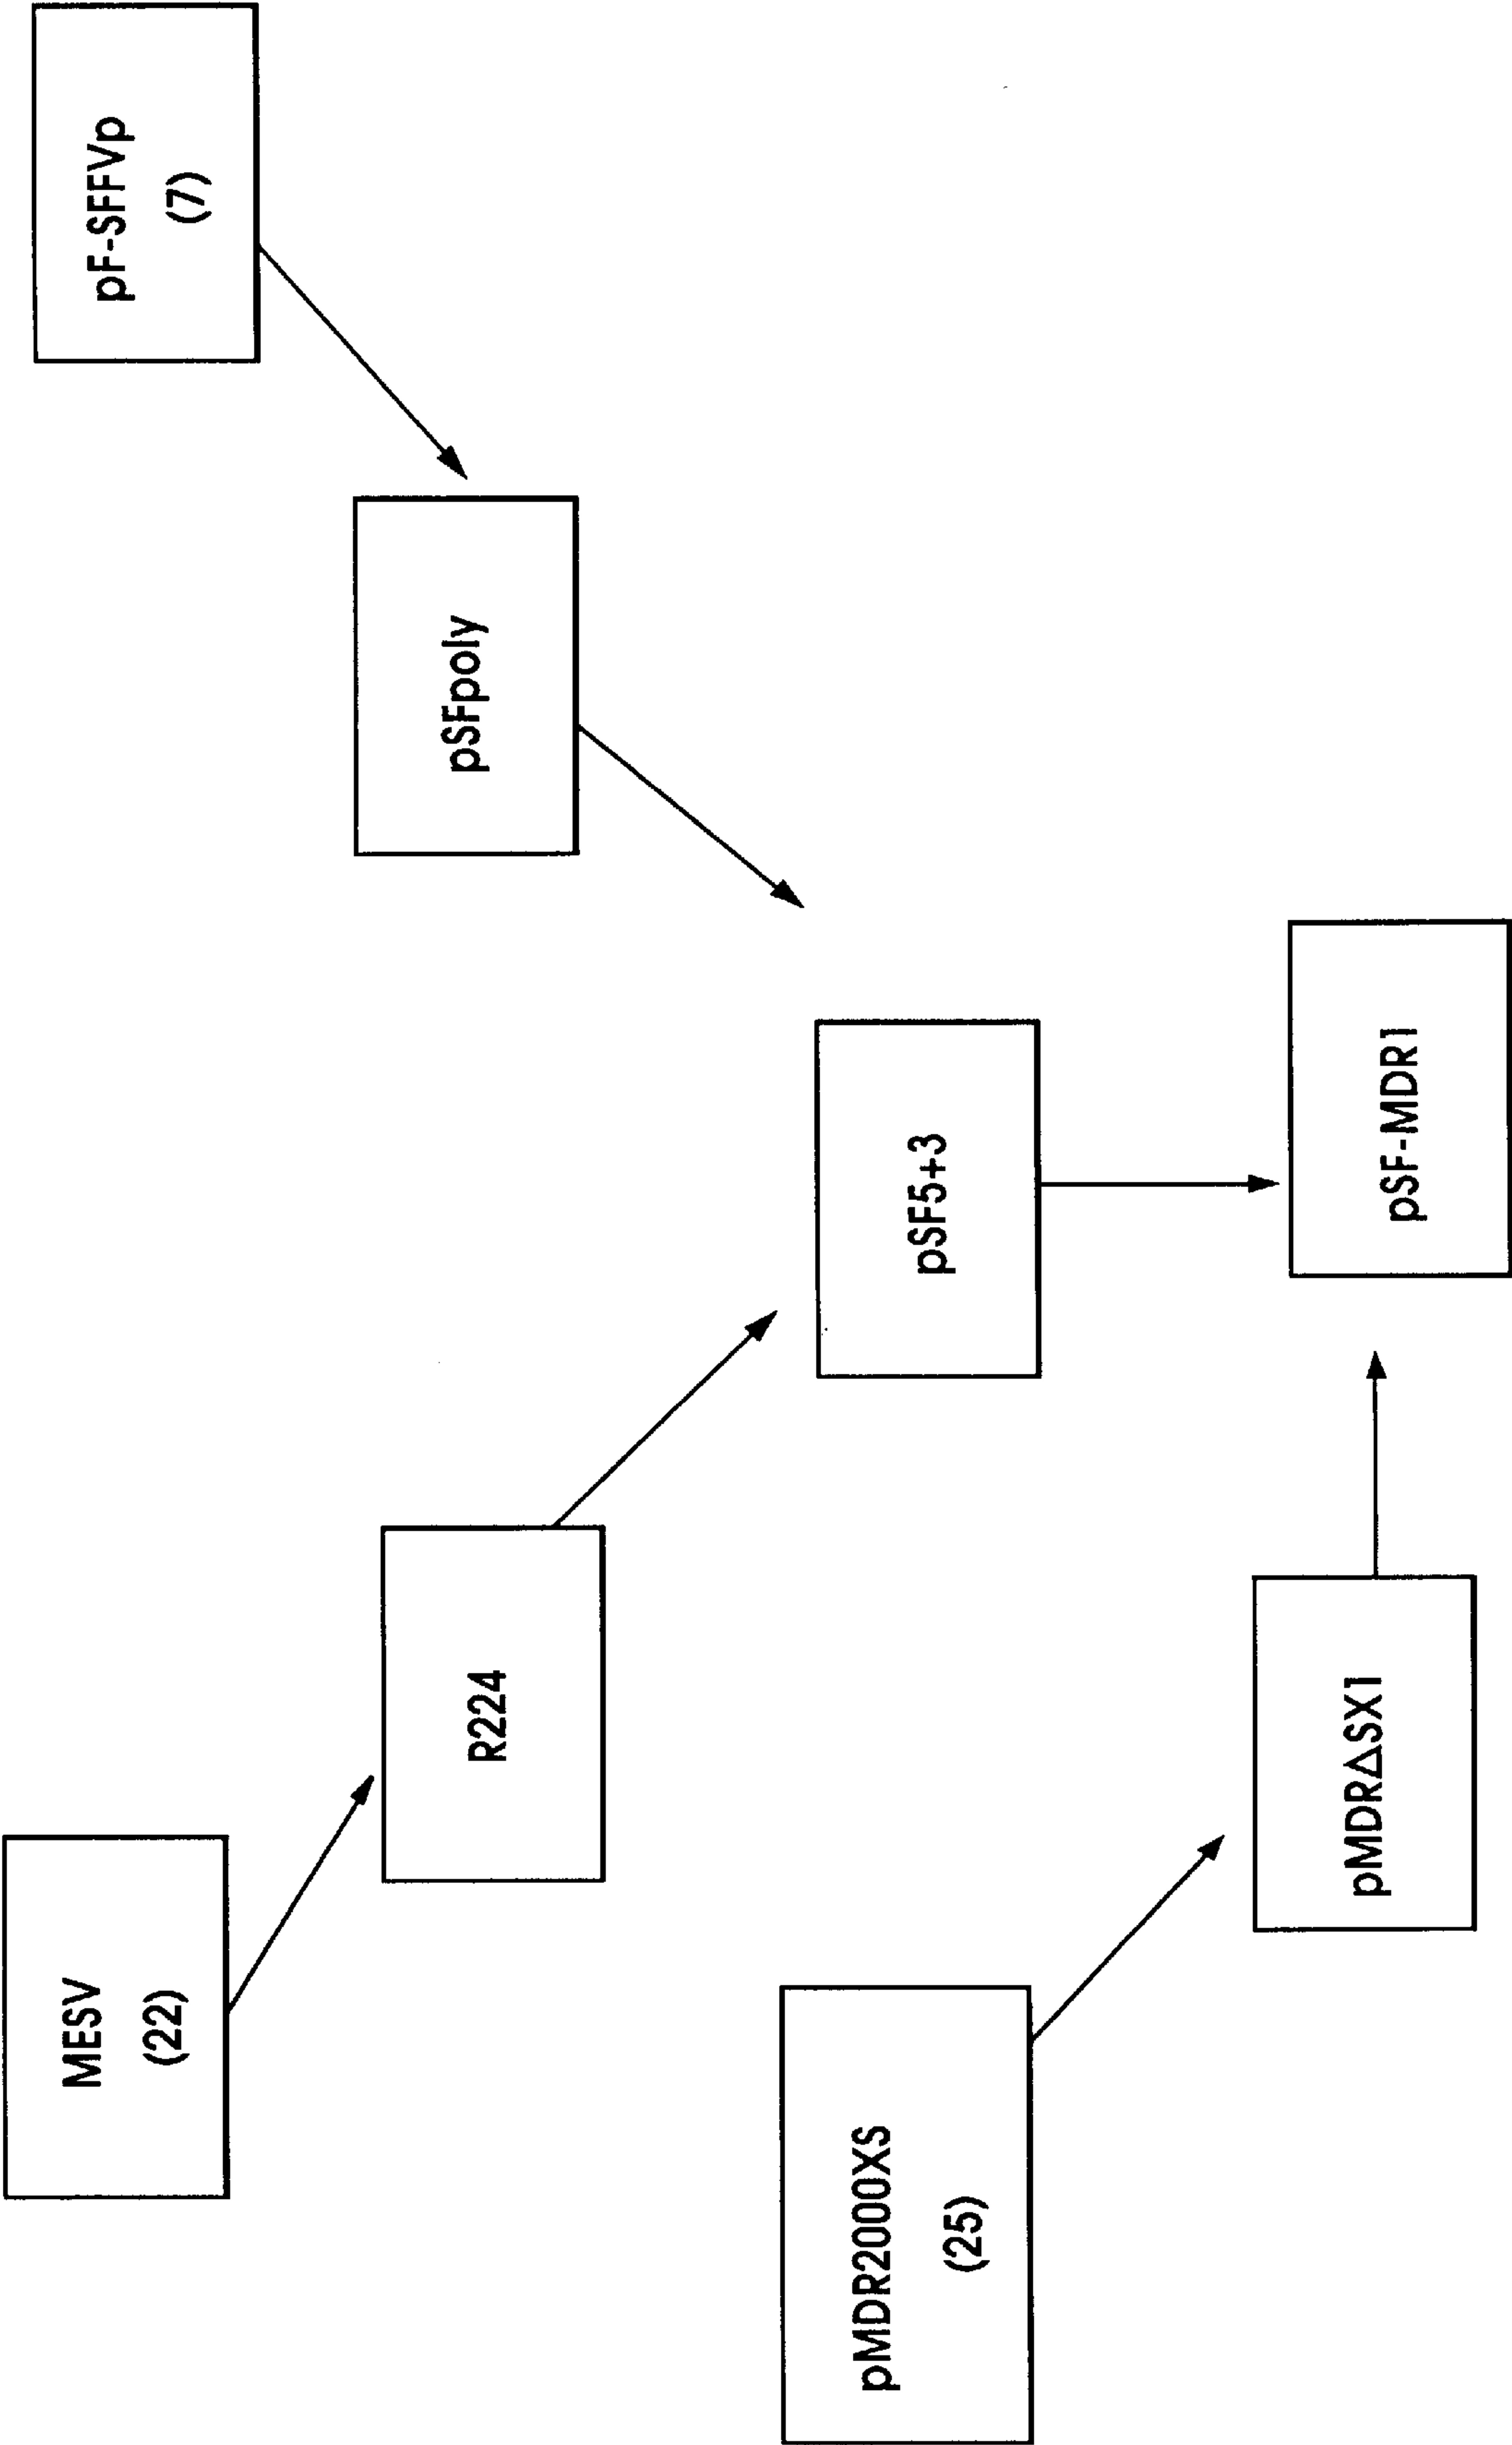 MESV
(22)
pF-SFFVp
(7)
R224
pSFpoly
pSF5+3
pMDR2000XS
(25)
pMDRΔSX1
pSF-MDR1